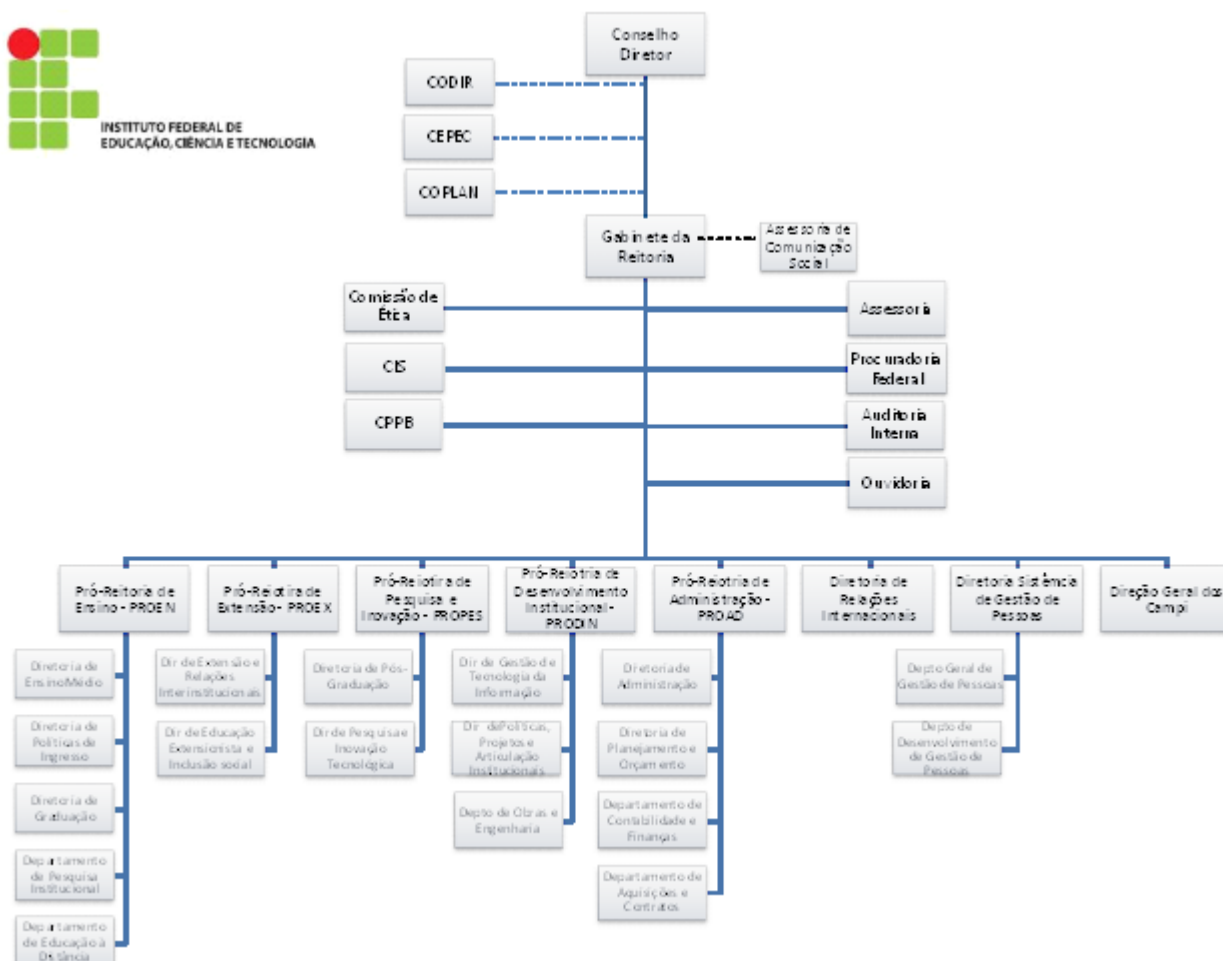 INSTITUTO FEDERAL DE
EDUCAÇÃO, CIÊNCIA E TECNOLOGIA
Conselho
Diretor
CODIR
CEPEC
COPLAN
Gabinete da
Reitoria
Assessoria de
Comunicação
Social
Comissão de
Ética
Assessoria
CIS
Procuradoria
Federal
CPPB
Auditoria
Interna
Ouvidoria
Pró-Reitoria de
Ensino - PROEN
Pró-Reiotira de
Extensão - PROEX
Pró-Reiotira de
Pesquisa e
Inovação - PROPES
Pró-Reiotria de
Desenvolvimento
Institucional-
PRODIN
Pró-Reiotria de
Administração -
PROAD
Diretoria de
Relações
Internacionais
Diretoria Sistêmcia
de Gestão de
Pessoas
Direção Geral dos
Campi
Diretoria de
Ensino Médio
Diretoria de
Políticas de
Ingresso
Diretoria de
Graduação
Departamento
de Pesquisa
Institucional
Departamento
de Educação à
Distância
Dir de Extensão e
Relações
Interinstitucionais
Dir de Educação
Extensionista e
Inclusão social
Diretoria de Pós-
Graduação
Dir de Pesquisa e
Inovação
Tecnológica
Dir de Gestão de
Tecnologia da
Informação
Dir de Políticas,
Projetos e
Articulação
Institucionais
Depto de Obras e
Engenharia
Diretoria de
Administração
Diretoria de
Planejamento e
Orçamento
Departamento de
Contabilidade e
Finanças
Departamento de
Aquisições e
Contratos
Depto Geral de
Gestão de Pessoas
Depto de
Desenvolvimento
de Gestão de
Pessoas